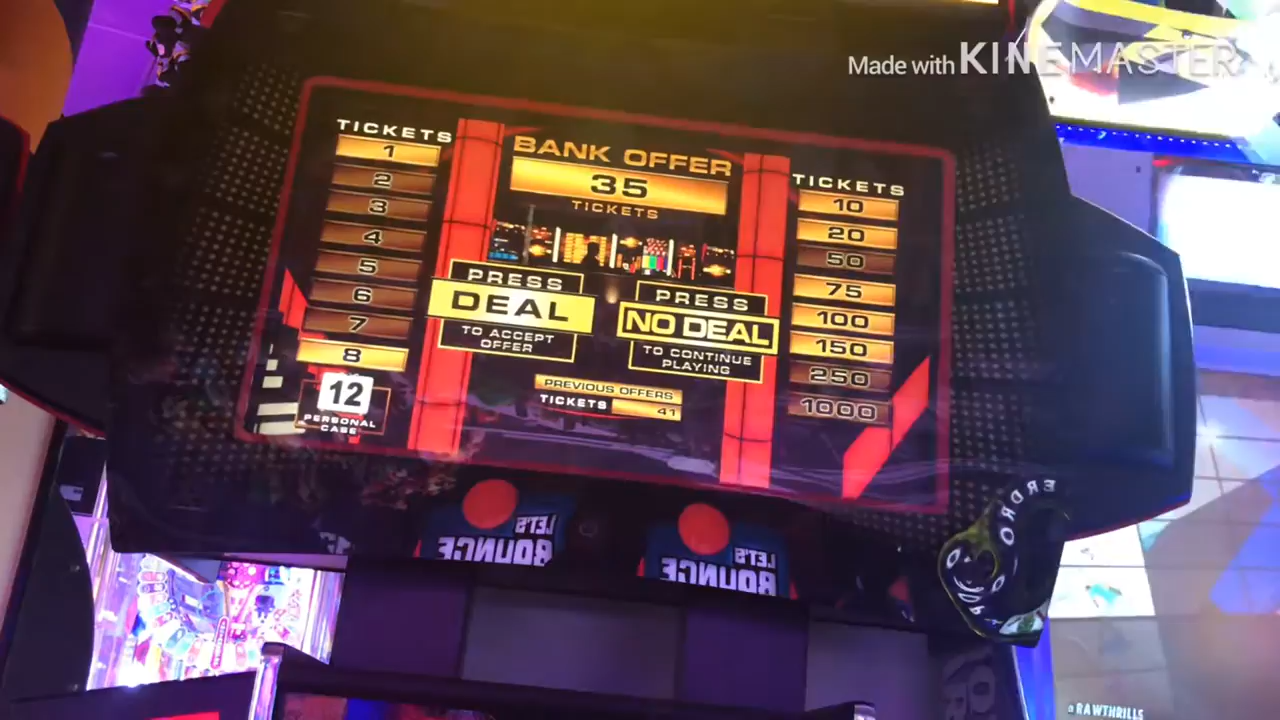 Made with KINEMASTER
TICKETS
1
2
3
4
5
6
7
8
12
PERSONAL
CASE
BANK OFFER
35
TICKETS
PRESS
DEAL
TO ACCEPT
OFFER
PRESS
NO DEAL
TO CONTINUE
PLAYING
PREVIOUS OFFERS
TICKETS 41
TICKETS
10
20
50
75
100
150
250
1000
LET'S
BOUNCE
LET'S
BOUNCE
RAWTHRILLS